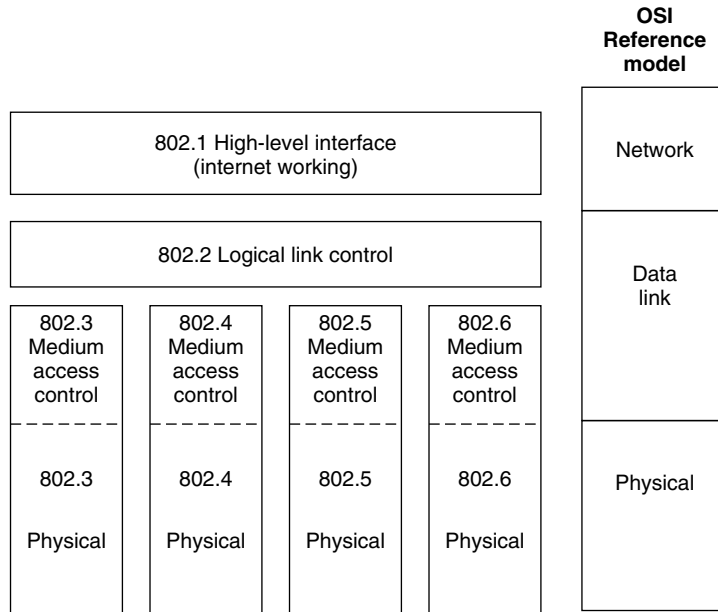 OSI
Reference
model
802.1 High-level interface
(internet working)
Network
802.2 Logical link control
Data
link
802.3
Medium
access
control
802.4
Medium
access
control
802.5
Medium
access
control
802.6
Medium
access
control
802.3
Physical
802.4
Physical
802.5
Physical
802.6
Physical
Physical